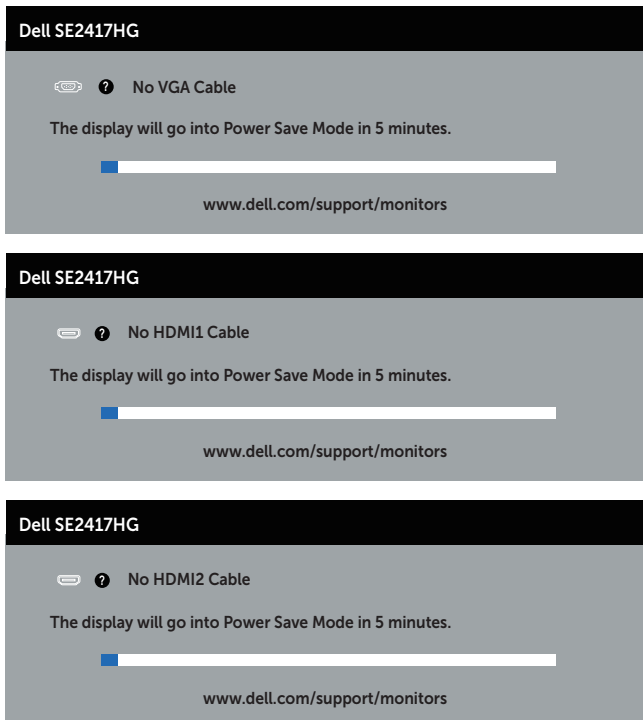 Dell SE2417HG
? No VGA Cable
The display will go into Power Save Mode in 5 minutes.
www.dell.com/support/monitors
Dell SE2417HG
? No HDMI1 Cable
The display will go into Power Save Mode in 5 minutes.
www.dell.com/support/monitors
Dell SE2417HG
? No HDMI2 Cable
The display will go into Power Save Mode in 5 minutes.
www.dell.com/support/monitors